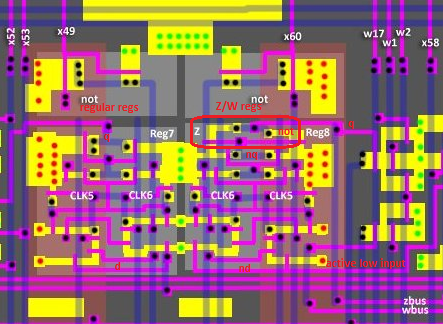 x52
x53
x49
x60
w17
w1
w2
x58
not
not
regular regs
Z/W regs
q
Reg7
Z
not
Reg8
q
nq
CLK5
CLK6
CLK6
CLK5
d
nd
active low input
zbus
wbus